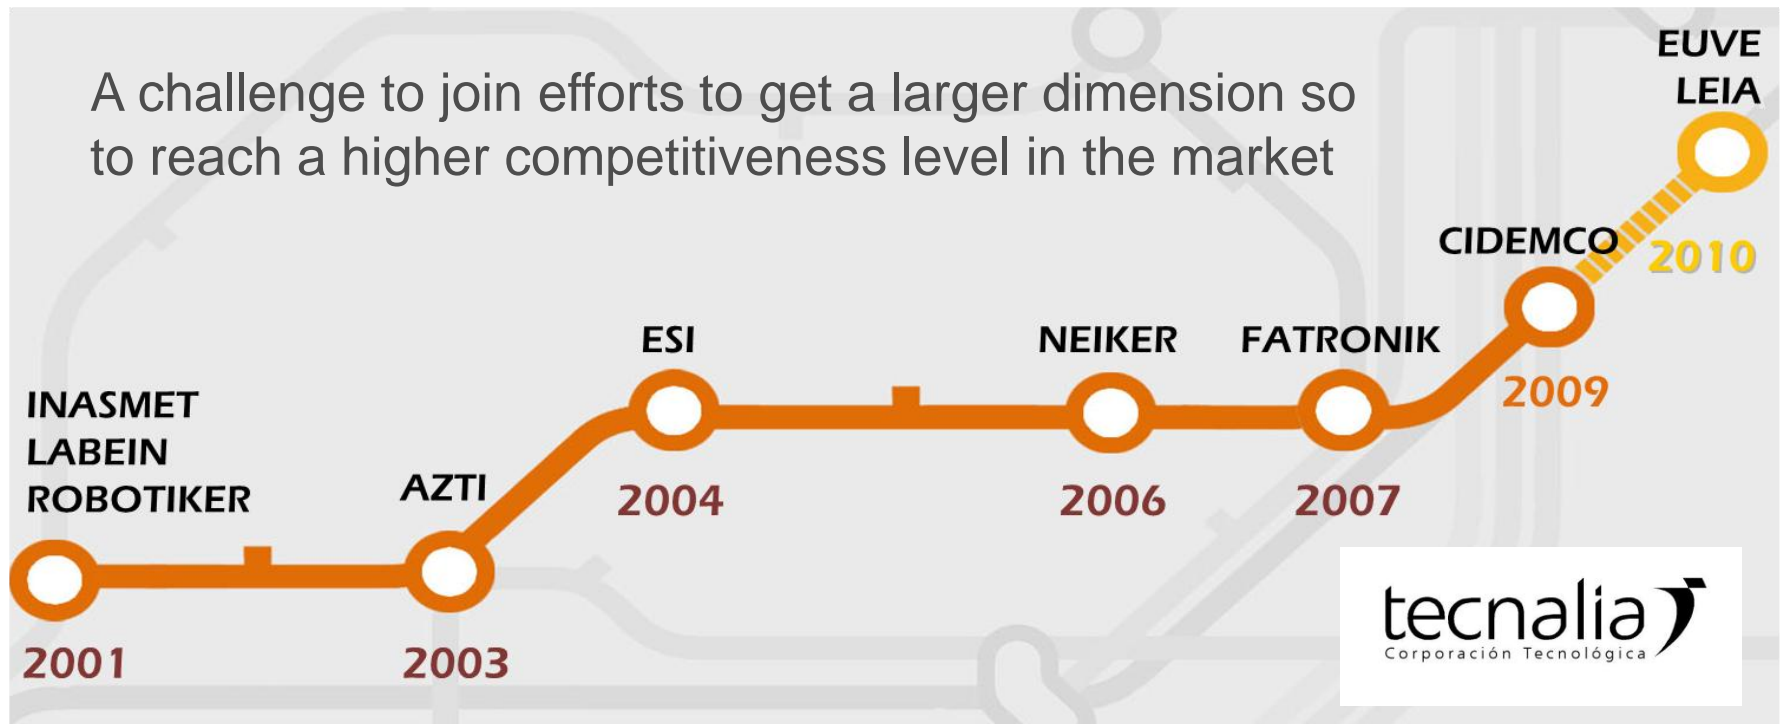 A challenge to join efforts to get a larger dimension so
to reach a higher competitiveness level in the market
EUVE
LEIA
2010
CIDEMCO
2009
ESI
2004
NEIKER
2006
FATRONIK
2007
INASMET
LABEIN
ROBOTIKER
2001
AZTI
2003
tecnalia
Corporación Tecnológica